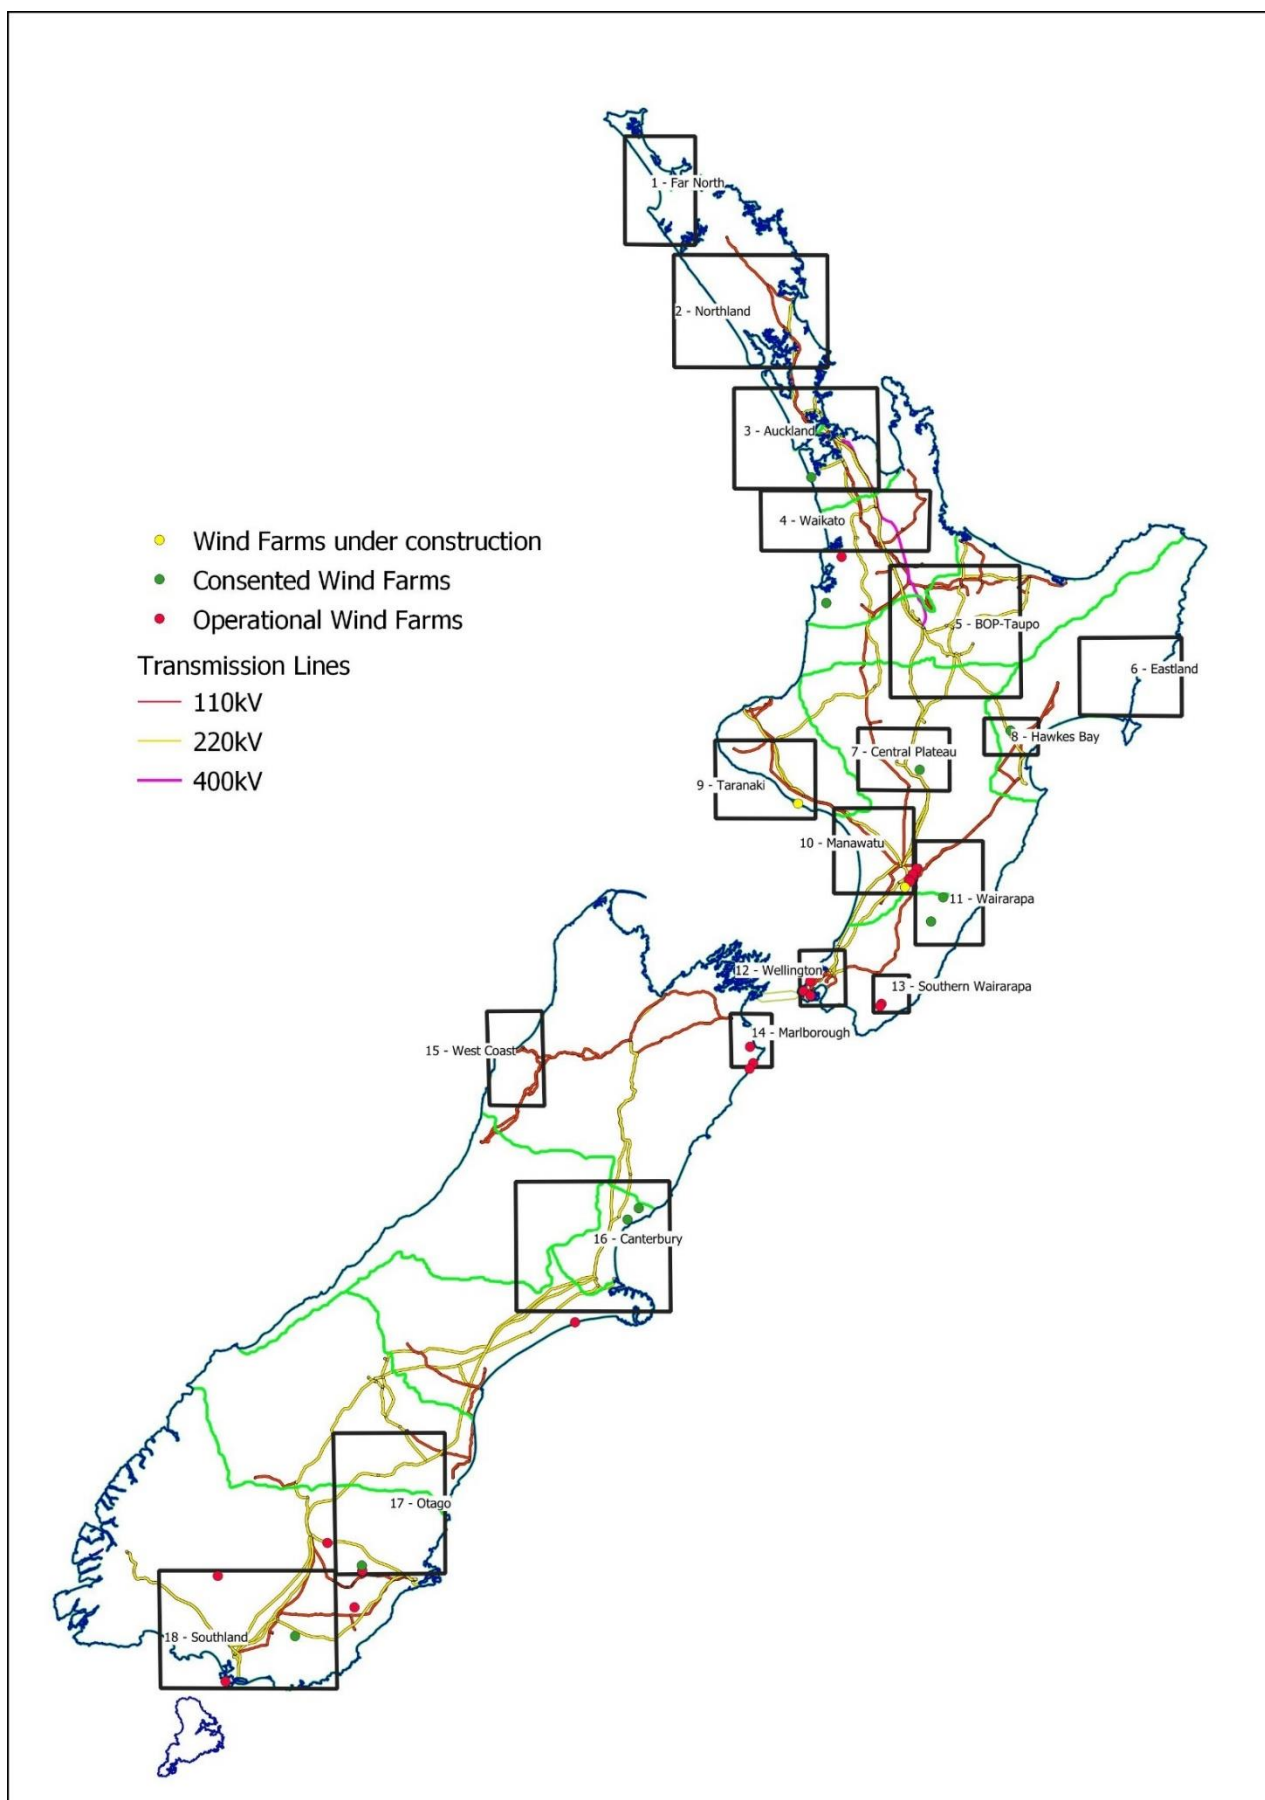 1 - Far North
2 - Northland
3 - Auckland
4 - Waikato
Wind Farms under construction
Consented Wind Farms
Operational Wind Farms
Transmission Lines
110kV
220kV
400kV
5 - BOP-Taupo
6 - Eastland
8 - Hawkes Bay
7 - Central Plateau
9 - Taranaki
10 - Manawatu
11 - Wairarapa
12 - Wellington
13 - Southern Wairarapa
14 - Marlborough
15 - West Coast
16 - Canterbury
17 - Otago
18 - Southland